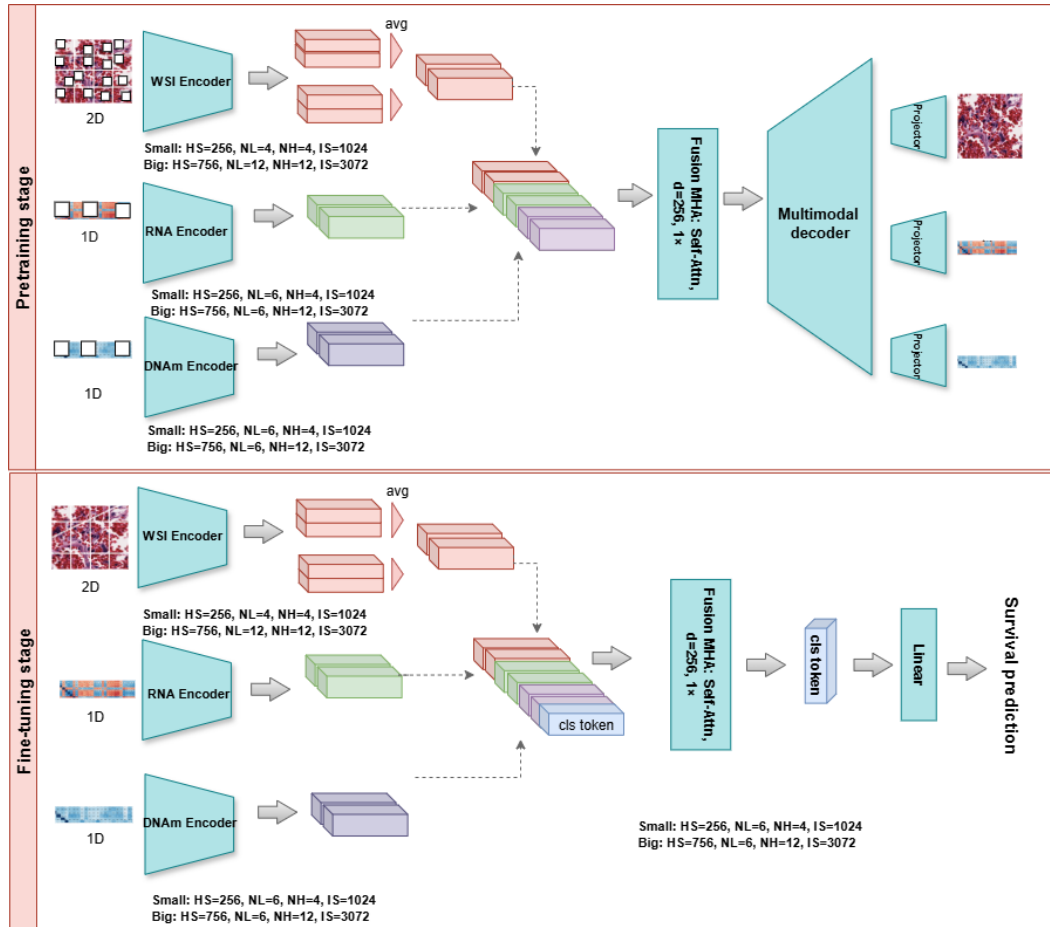 Pretraining stage
2D
WSI Encoder
avg
Small: HS=256, NL=4, NH=4, IS=1024
Big: HS=756, NL=12, NH=12, IS=3072
1D
RNA Encoder
Small: HS=256, NL=6, NH=4, IS=1024
Big: HS=756, NL=6, NH=12, IS=3072
1D
DNAm Encoder
Small: HS=256, NL=6, NH=4, IS=1024
Big: HS=756, NL=6, NH=12, IS=3072
Fusion MHA: Self-Attn,
d=256, 1×
Multimodal
decoder
Projector
Projector
Projector
Fine-tuning stage
2D
WSI Encoder
avg
Small: HS=256, NL=4, NH=4, IS=1024
Big: HS=756, NL=12, NH=12, IS=3072
1D
RNA Encoder
1D
DNAm Encoder
Small: HS=256, NL=6, NH=4, IS=1024
Big: HS=756, NL=6, NH=12, IS=3072
cls token
Fusion MHA: Self-Attn,
d=256, 1×
cls token
Linear
Survival prediction
Small: HS=256, NL=6, NH=4, IS=1024
Big: HS=756, NL=6, NH=12, IS=3072